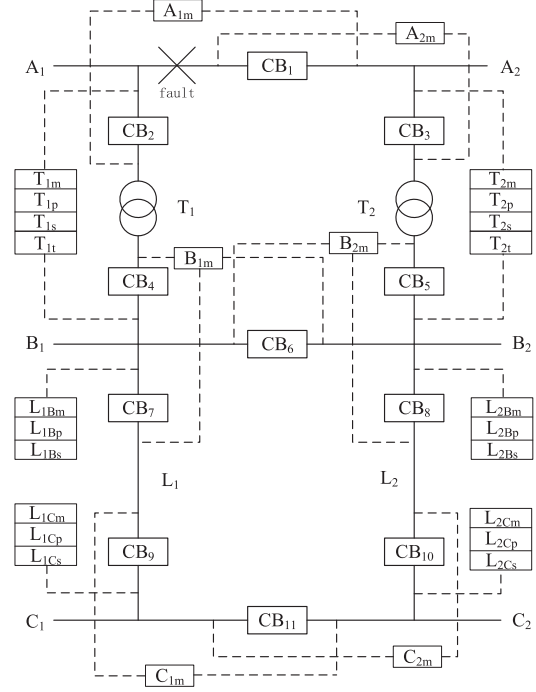 A1m
A2m
A1
CB1
A2
fault
CB2
CB3
T1m
T1p
T1s
T1t
T1
T2
T2m
T2p
T2s
T2t
B1m
B2m
CB4
CB5
B1
CB6
B2
L1Bm
L1Bp
L1Bs
CB7
CB8
L2Bm
L2Bp
L2Bs
L1
L2
L1Cm
L1Cp
L1Cs
CB9
CB10
L2Cm
L2Cp
L2Cs
C1
CB11
C2
C1m
C2m